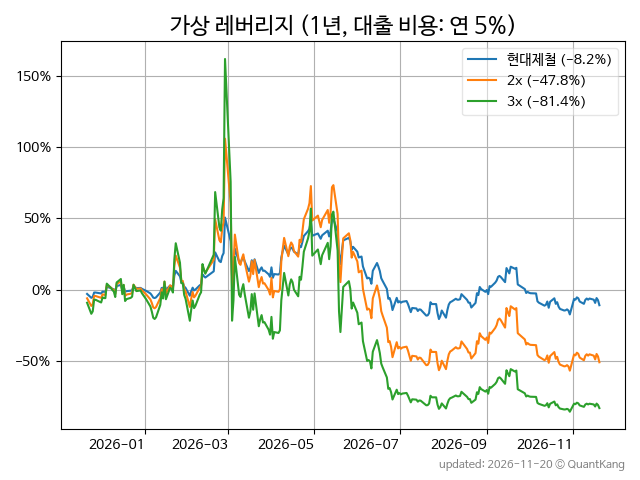 가상 레버리지 (1년, 대출 비용: 연 5%)
현대제철 (-8.2%)
2x (-47.8%)
3x (-81.4%)
150%
100%
50%
0%
-50%
2026-01 2026-03 2026-05 2026-07 2026-09 2026-11
updated: 2026-11-20 © QuantKang